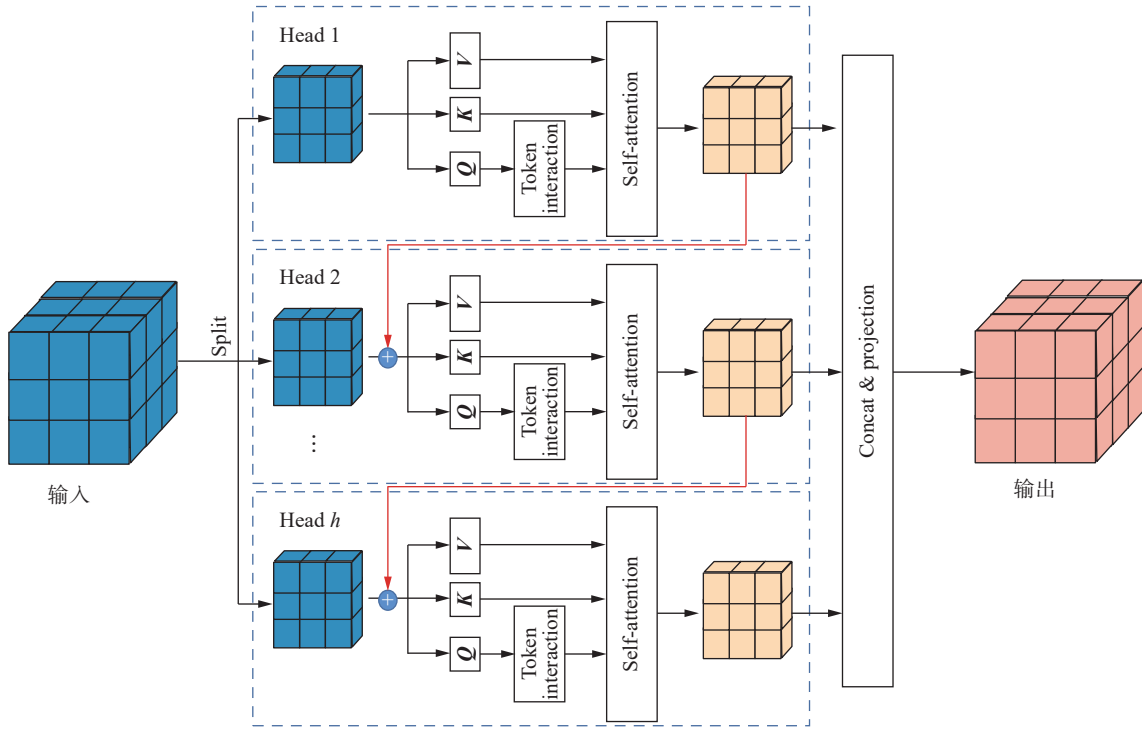 输入
Split
Head 1
V
K
Q
Token
interaction
Self-attention
Head 2
+
V
K
Q
Token
interaction
Self-attention
...
Head h
+
V
K
Q
Token
interaction
Self-attention
Concat & projection
输出